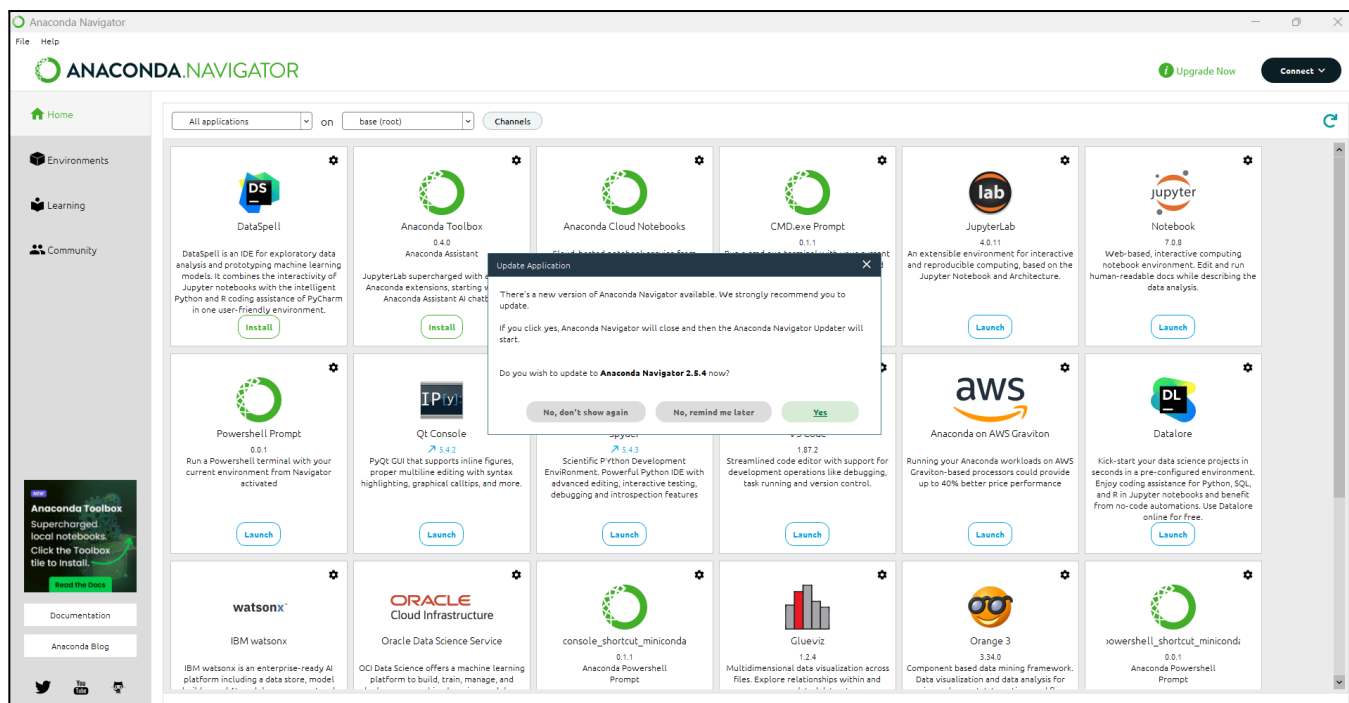 Anaconda Navigator
File Help
ANACONDA.NAVIGATOR
i Upgrade Now
Connect
Home
Environments
Learning
Community
All applications
on
base (root)
Channels
DS
DataSpell
DataSpell is an IDE for exploratory data
analysis and prototyping machine learning
models. It combines the interactivity of
Jupyter notebooks with the intelligent
Python and R coding assistance of PyCharm
in one user-friendly environment.
Install
Anaconda Toolbox
0.4.0
Anaconda Assistant
JupyterLab supercharged with a
Anaconda extensions, starting
Anaconda Assistant AI
Install
Anaconda Cloud Notebooks
CMD.exe Prompt
0.1.1
lab
JupyterLab
4.0.11
An extensible environment for interactive
and reproducible computing, based on the
Jupyter Notebook and Architecture.
Launch
jupyter
Notebook
7.0.8
Web-based, interactive computing
notebook environment. Edit and run
human-readable docs while describing the
data analysis.
Launch
Update Application
There's a new version of Anaconda Navigator available. We strongly recommend you to
update.
If you click yes, Anaconda Navigator will close and then the Anaconda Navigator Updater will
start.
Do you wish to update to Anaconda Navigator 2.5.4 now?
No, don't show again
No, remind me later
Yes
Powershell Prompt
0.0.1
Run a Powershell terminal with your
current environment from Navigator
activated
Launch
IP[y]:
Qt Console
5.4.2
PyQt GUI that supports inline figures,
proper multiline editing with syntax
highlighting, graphical calltips, and more.
Launch
Spyder
5.4.3
Scientific PYthon Development
EnviRonment. Powerful Python IDE with
advanced editing, interactive testing,
debugging and introspection features
Launch
VS Code
1.87.2
Streamlined code editor with support for
development operations like debugging,
task running and version control.
Launch
aws
Anaconda on AWS Graviton
Running your Anaconda workloads on AWS
Graviton-based processors could provide
up to 40% better price performance
Launch
DL
Datalore
Kick-start your data science projects in
seconds in a pre-configured environment.
Enjoy coding assistance for Python, SQL,
and R in Jupyter notebooks and benefit
from no-code automations. Use Datalore
online for free.
Launch
NEW
Anaconda Toolbox
Supercharged
local notebooks.
Click the Toolbox
tile to Install.
Read the Docs
Documentation
Anaconda Blog
You
Tube
watsonx
IBM watsonx
IBM watsonx is an enterprise-ready AI
platform including a data store, model
ORACLE
Cloud Infrastructure
Oracle Data Science Service
OCI Data Science offers a machine learning
platform to build, train, manage, and
console_shortcut_miniconda
0.1.1
Anaconda Powershell
Prompt
Glueviz
1.2.4
Multidimensional data visualization across
files. Explore relationships within and
Orange 3
3.34.0
Component based data mining framework.
Data visualization and data analysis for
powershell_shortcut_miniconda
0.0.1
Anaconda Powershell
Prompt